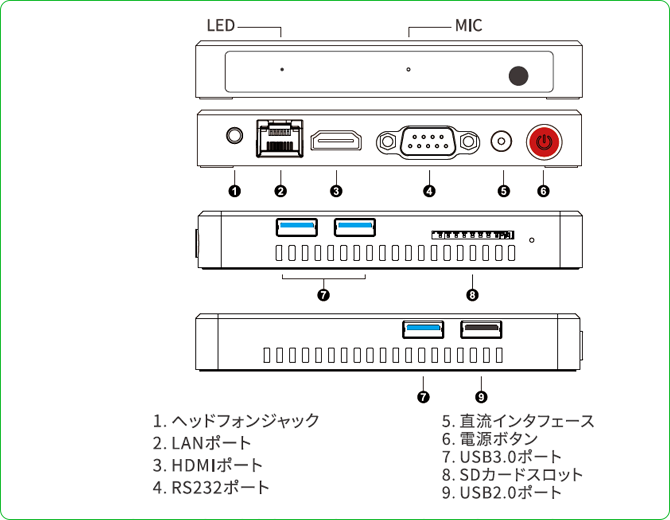 LED
MIC
1 2 3 4 5 6
7 8
7 9
1. ヘッドフォンジャック
2. LANポート
3. HDMIポート
4. RS232ポート
5. 直流インタフェース
6. 電源ボタン
7. USB3.0ポート
8. SDカードスロット
9. USB2.0ポート